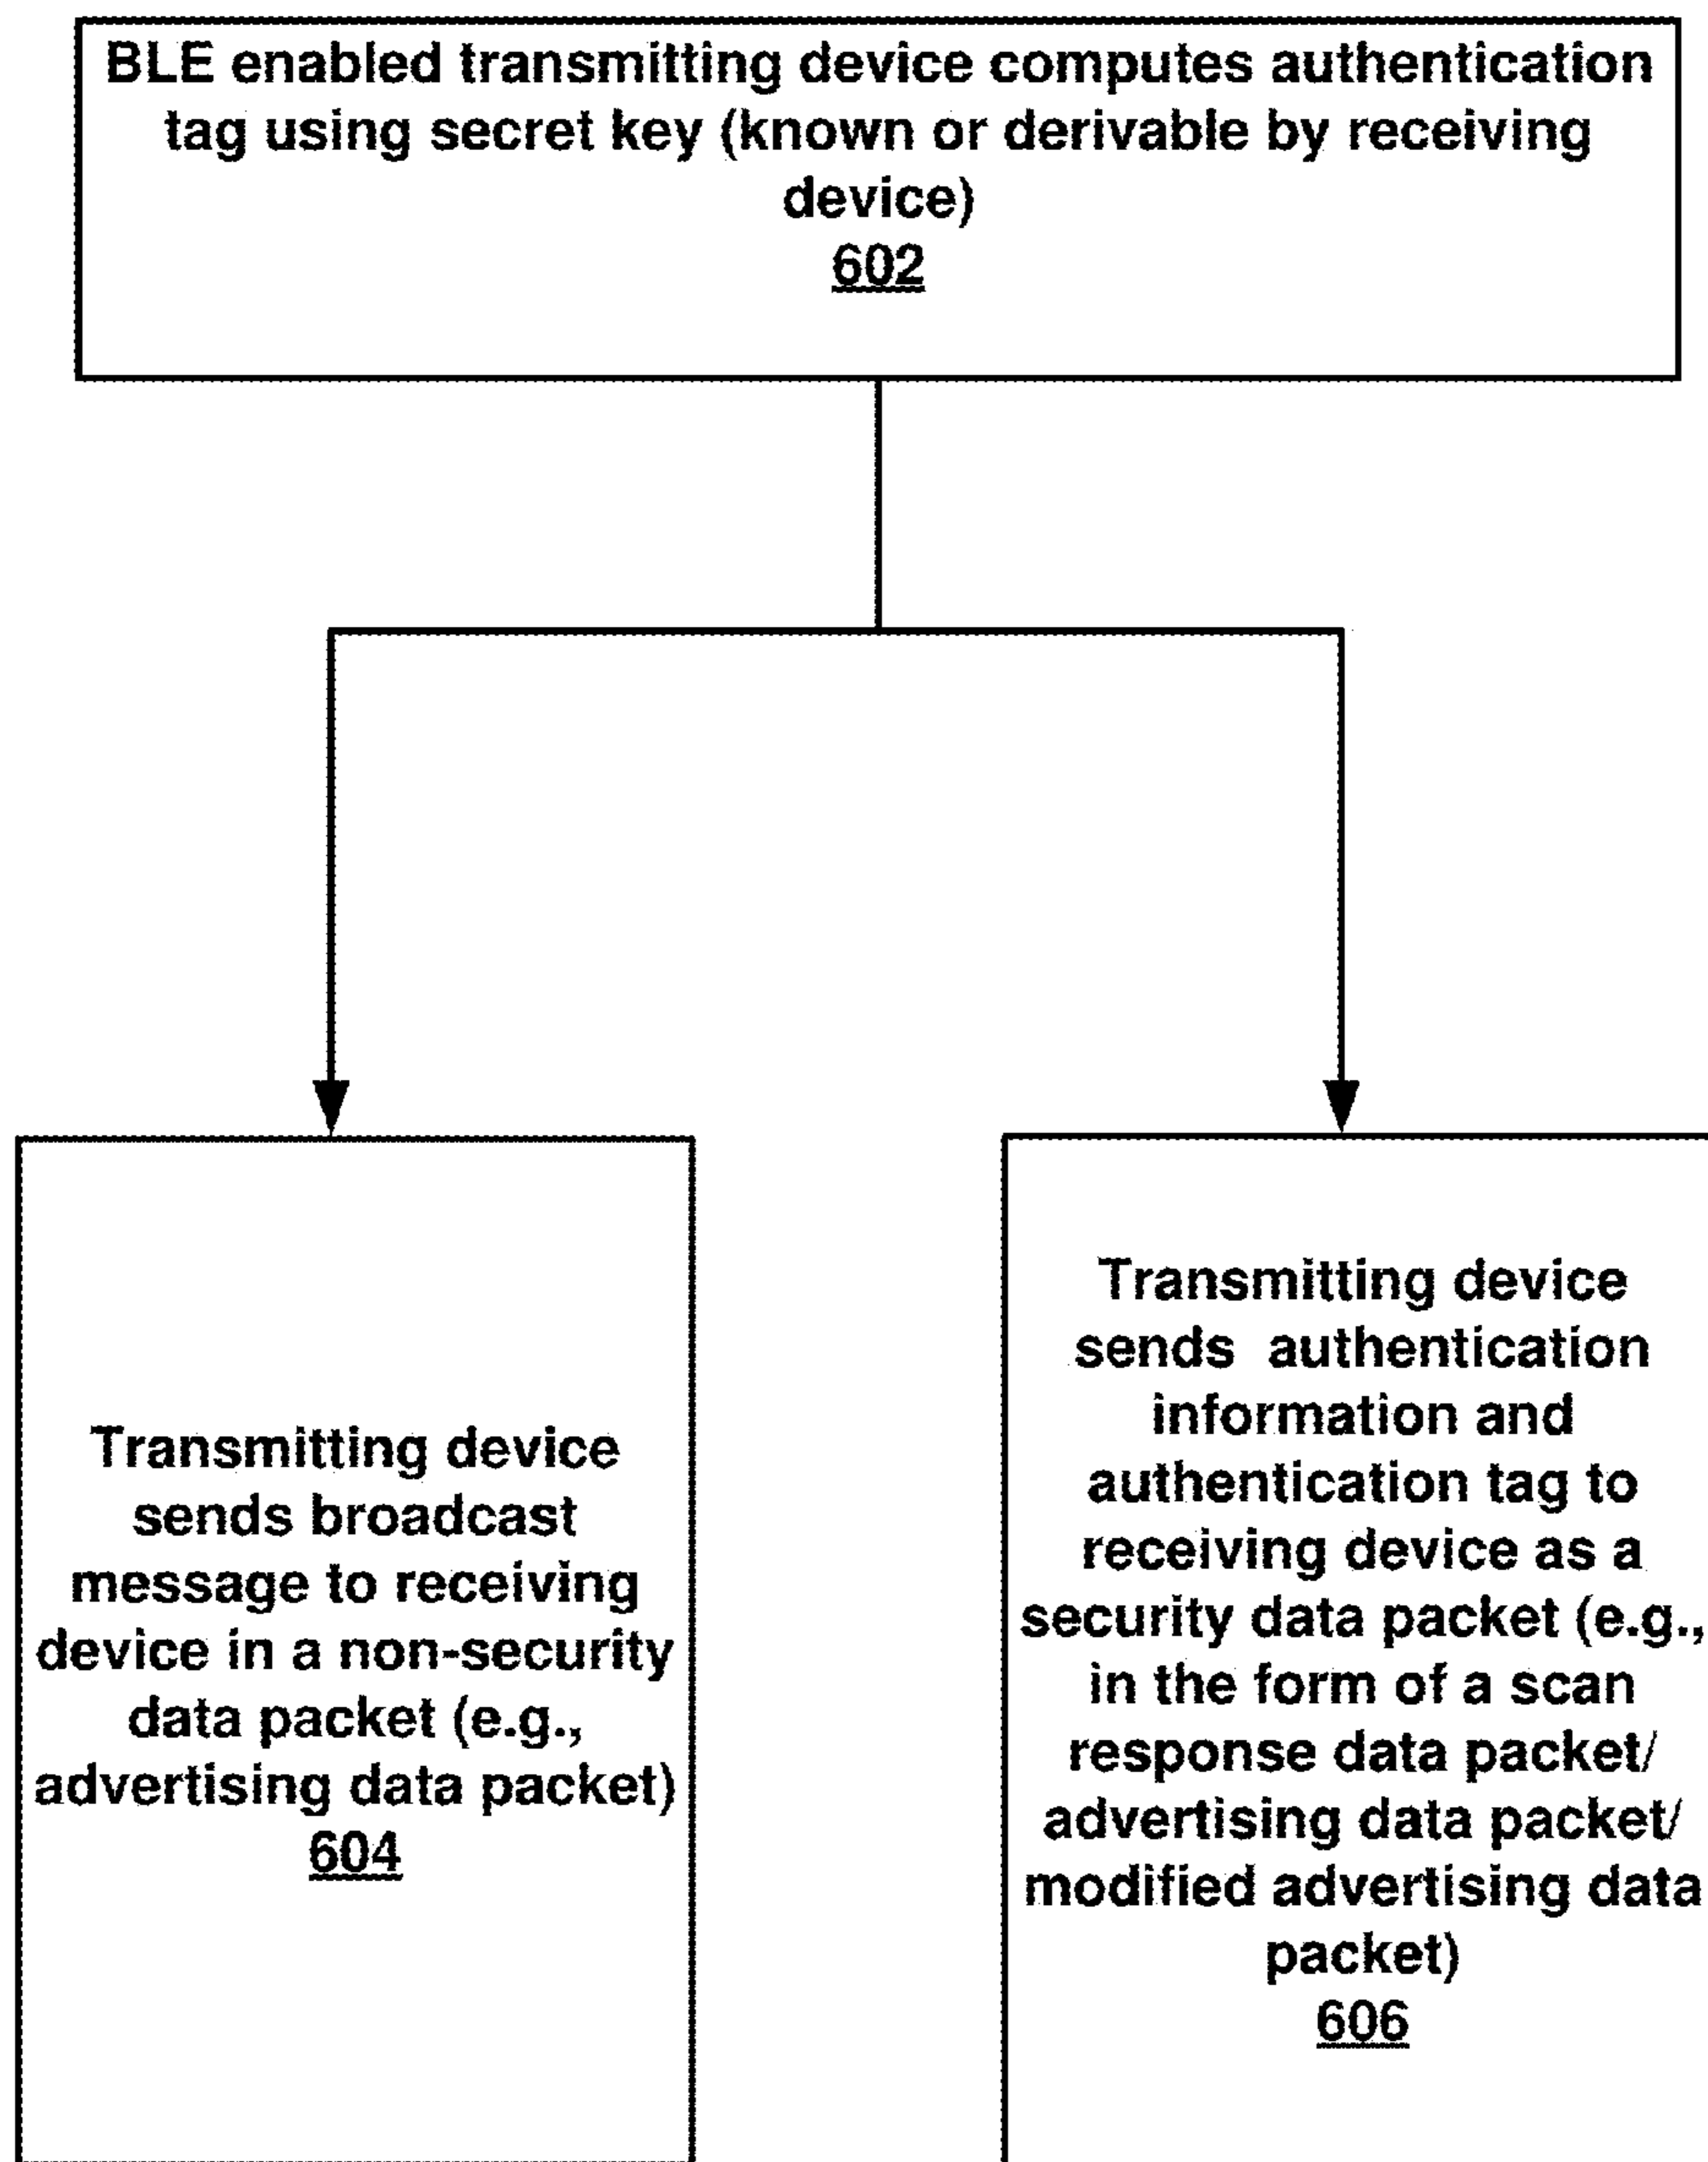 BLE enabled transmitting device computes authentication
tag using secret key (known or derivable by receiving
device)
602
Transmitting device
sends broadcast
message to receiving
device in a non-security
data packet (e.g.,
advertising data packet)
604
Transmitting device
sends authentication
information and
authentication tag to
receiving device as a
security data packet (e.g.,
in the form of a scan
response data packet/
advertising data packet/
modified advertising data
packet)
606